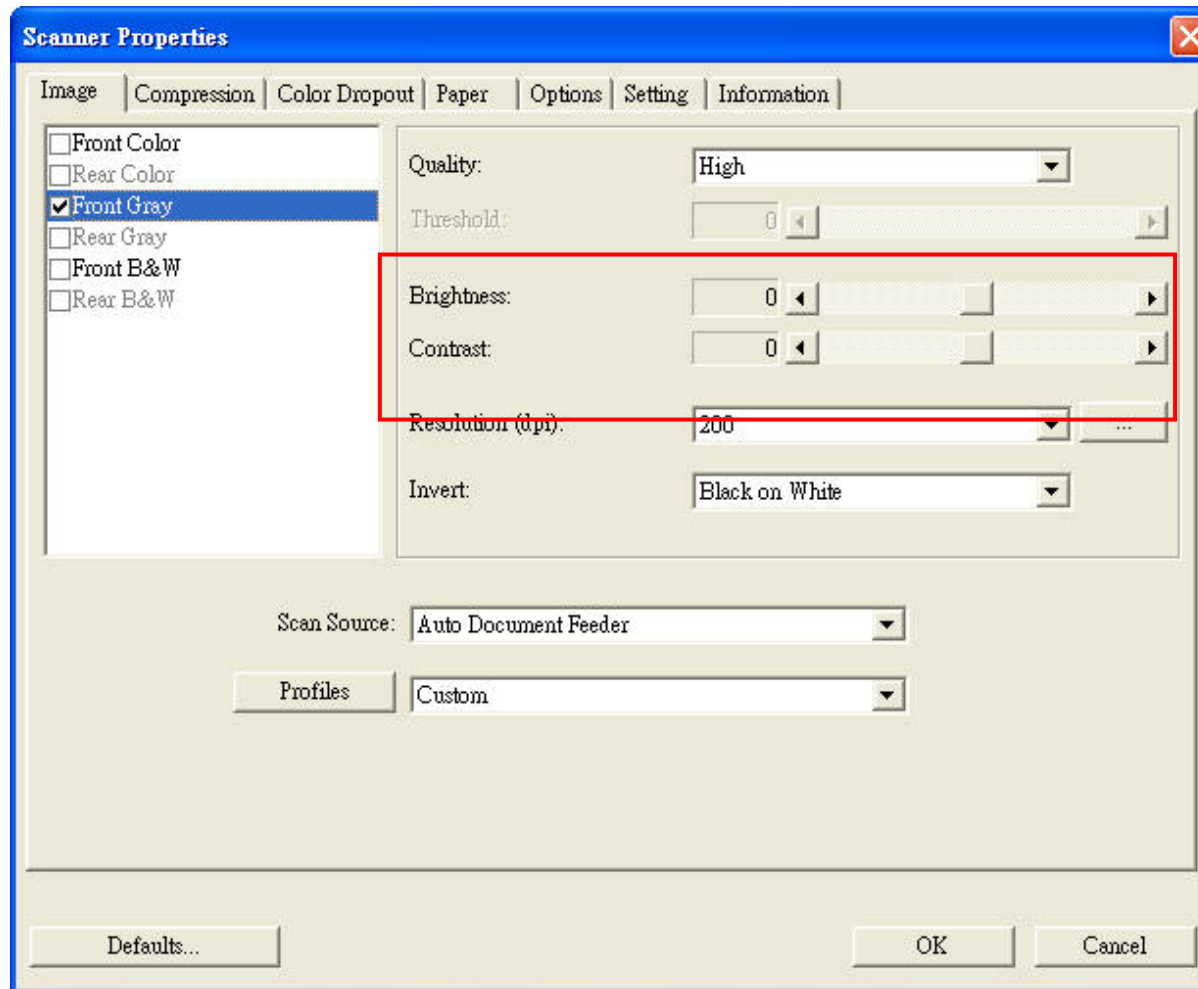 Scanner Properties
Image Compression Color Dropout Paper Options Setting Information
Front Color
Rear Color
Front Gray
Rear Gray
Front B&W
Rear B&W
Quality: High
Threshold: 0
Brightness: 0
Contrast: 0
Resolution (dpi): 200 ...
Invert: Black on White
Scan Source: Auto Document Feeder
Profiles Custom
Defaults... OK Cancel